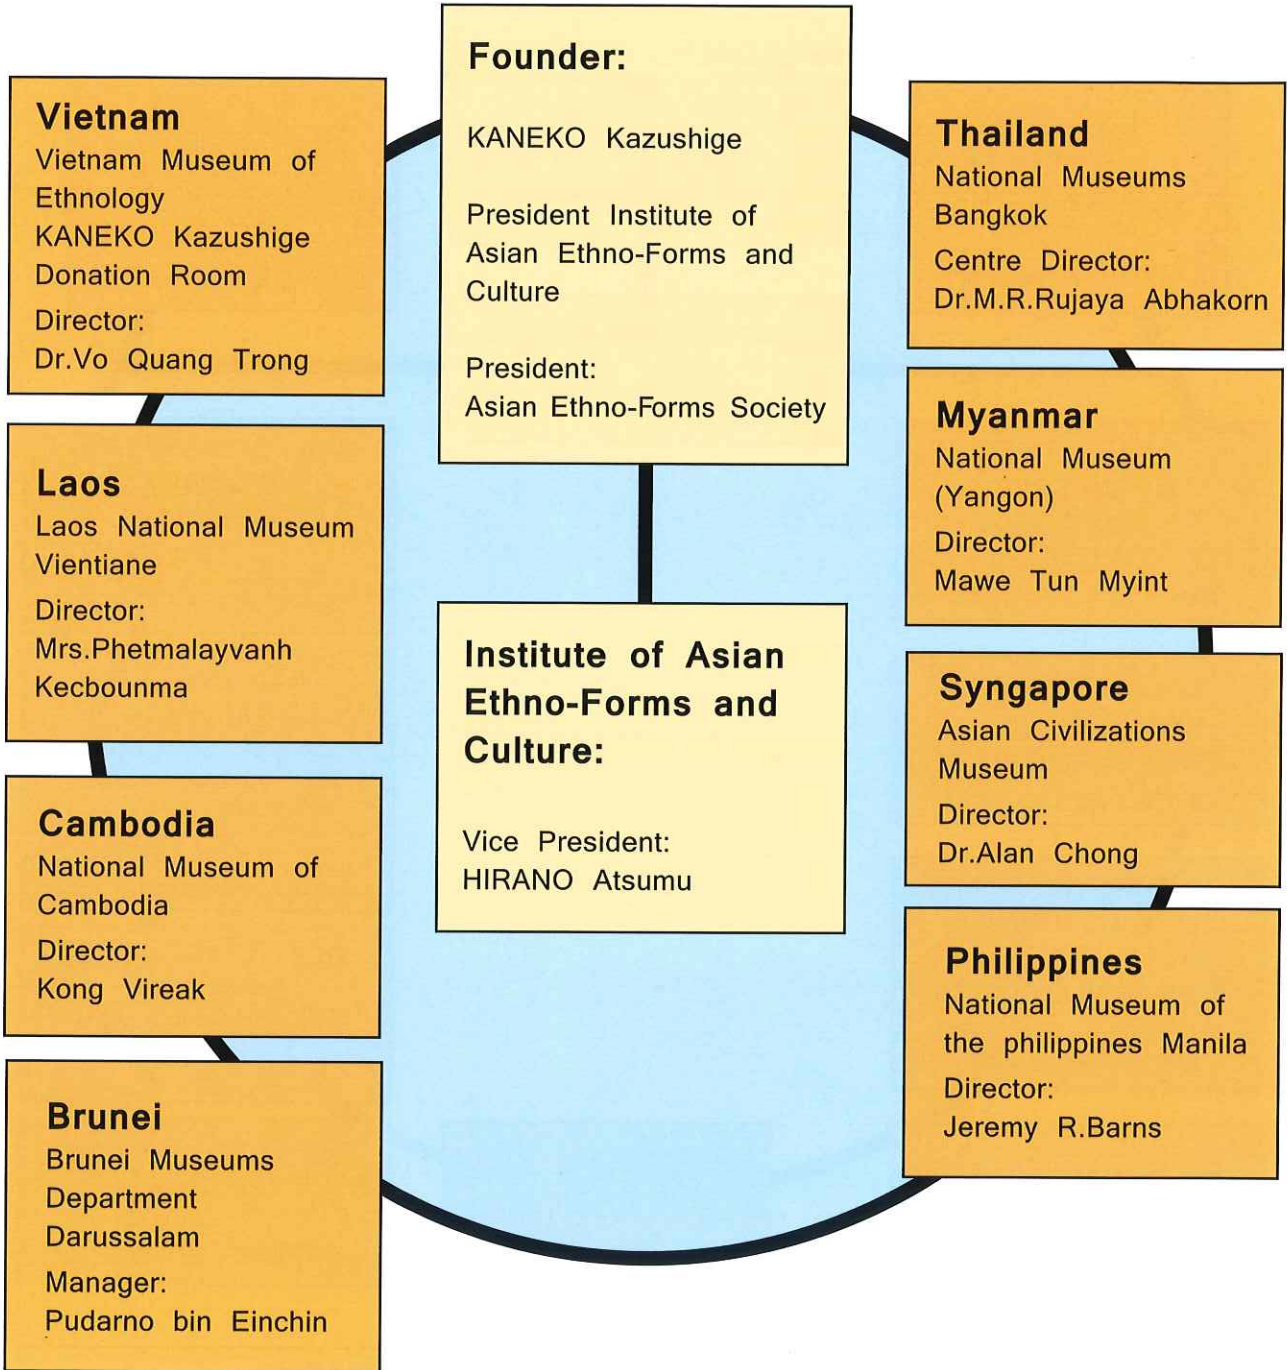 Founder:
KANEKO Kazushige
President Institute of
Asian Ethno-Forms and
Culture
President:
Asian Ethno-Forms Society
Institute of Asian
Ethno-Forms and
Culture:
Vice President:
HIRANO Atsumu
Vietnam
Vietnam Museum of
Ethnology
KANEKO Kazushige
Donation Room
Director:
Dr.Vo Quang Trong
Laos
Laos National Museum
Vientiane
Director:
Mrs.Phetmalayvanh
Kecbounma
Cambodia
National Museum of
Cambodia
Director:
Kong Vireak
Brunei
Brunei Museums
Department
Darussalam
Manager:
Pudarno bin Einchin
Thailand
National Museums
Bangkok
Centre Director:
Dr.M.R.Rujaya Abhakorn
Myanmar
National Museum
(Yangon)
Director:
Mawe Tun Myint
Syngapore
Asian Civilizations
Museum
Director:
Dr.Alan Chong
Philippines
National Museum of
the philippines Manila
Director:
Jeremy R.Barns